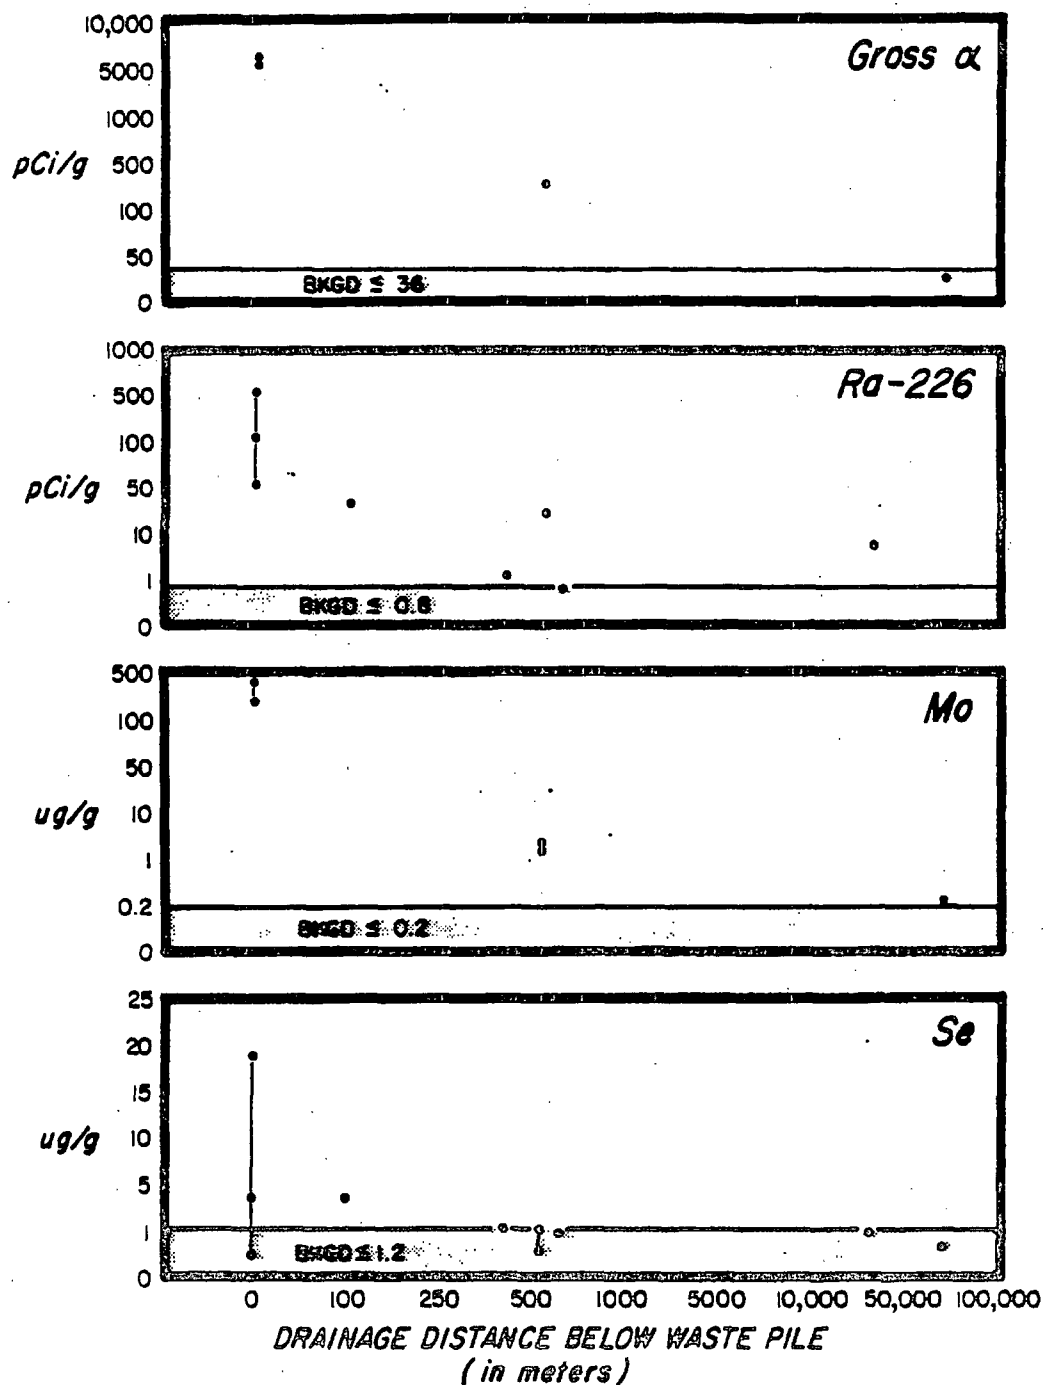 10,000
Gross α
5000
1000
pCi/g
500
100
50
BKGD ≤ 36
0
1000
Ra-226
500
100
pCi/g
50
10
1
BKGD ≤ 0.8
0
500
Mo
100
50
ug/g
10
1
0.2
BKGD ≤ 0.2
0
25
Se
20
15
ug/g
10
5
1
BKGD ≤ 1.2
0
0 100 250 500 1000 5000 10,000 50,000 100,000
DRAINAGE DISTANCE BELOW WASTE PILE
(in meters)